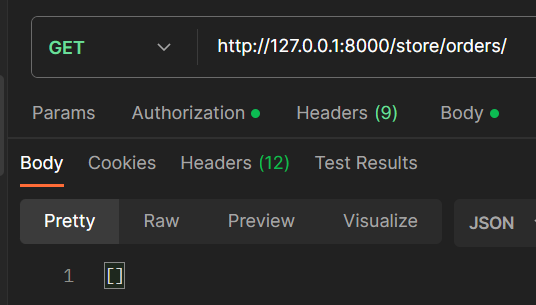 GET http://127.0.0.1:8000/store/orders/
Params Authorization Headers (9) Body
Body Cookies Headers (12) Test Results
Pretty Raw Preview Visualize JSON
1 []